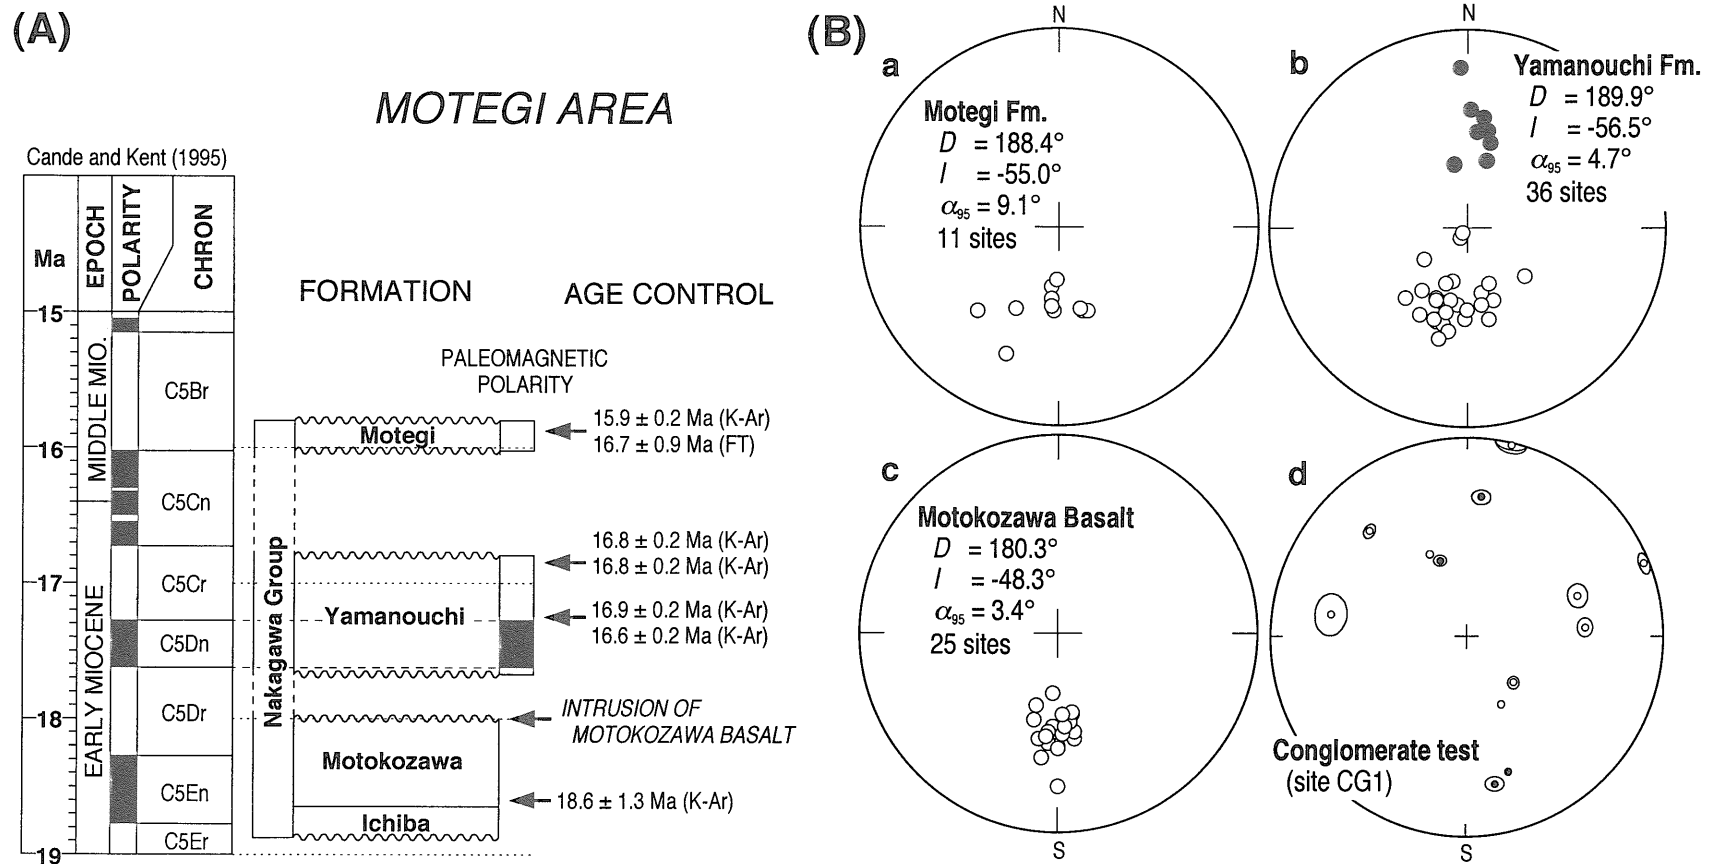 (A)
MOTEGI AREA
Cande and Kent (1995)
Ma
EPOCH
POLARITY
CHRON
FORMATION
AGE CONTROL
15
16
17
18
19
MIDDLE MIO.
EARLY MIOCENE
C5Br
C5Cn
C5Cr
C5Dn
C5Dr
C5En
C5Er
Nakagawa Group
PALEOMAGNETIC
POLARITY
Motegi
Yamanouchi
Motokozawa
Ichiba
15.9 ± 0.2 Ma (K-Ar)
16.7 ± 0.9 Ma (FT)
16.8 ± 0.2 Ma (K-Ar)
16.8 ± 0.2 Ma (K-Ar)
16.9 ± 0.2 Ma (K-Ar)
16.6 ± 0.2 Ma (K-Ar)
INTRUSION OF
MOTOKOZAWA BASALT
18.6 ± 1.3 Ma (K-Ar)
(B)
a
N
Motegi Fm.
D = 188.4°
I = -55.0°
α95 = 9.1°
11 sites
b
N
Yamanouchi Fm.
D = 189.9°
I = -56.5°
α95 = 4.7°
36 sites
c
Motokozawa Basalt
D = 180.3°
I = -48.3°
α95 = 3.4°
25 sites
S
d
Conglomerate test
(site CG1)
S